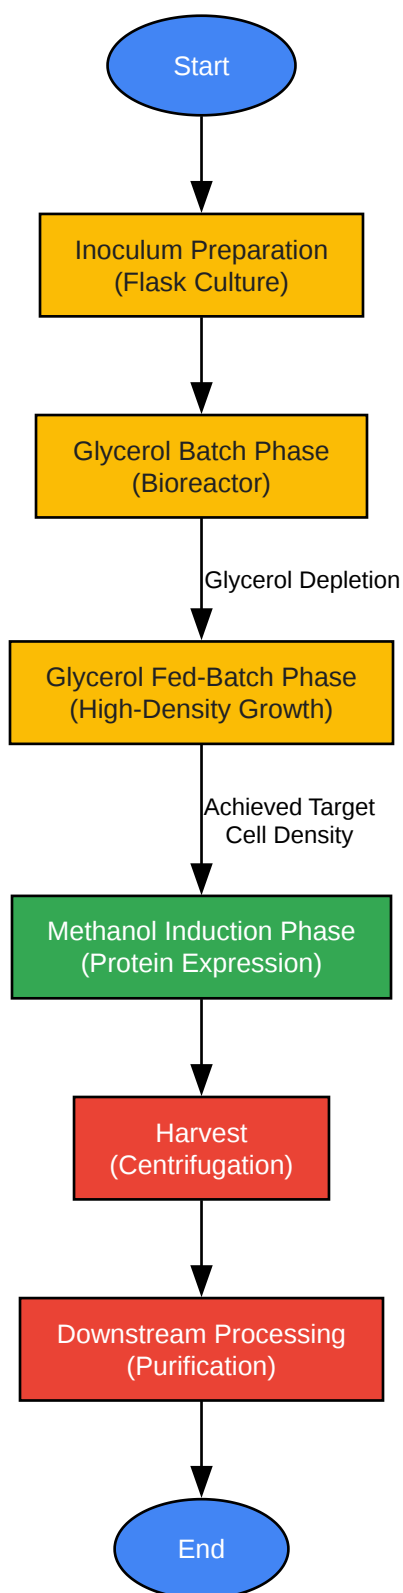 Start
Inoculum Preparation
(Flask Culture)
Glycerol Batch Phase
(Bioreactor)
Glycerol Depletion
Glycerol Fed-Batch Phase
(High-Density Growth)
Achieved Target
Cell Density
Methanol Induction Phase
(Protein Expression)
Harvest
(Centrifugation)
Downstream Processing
(Purification)
End